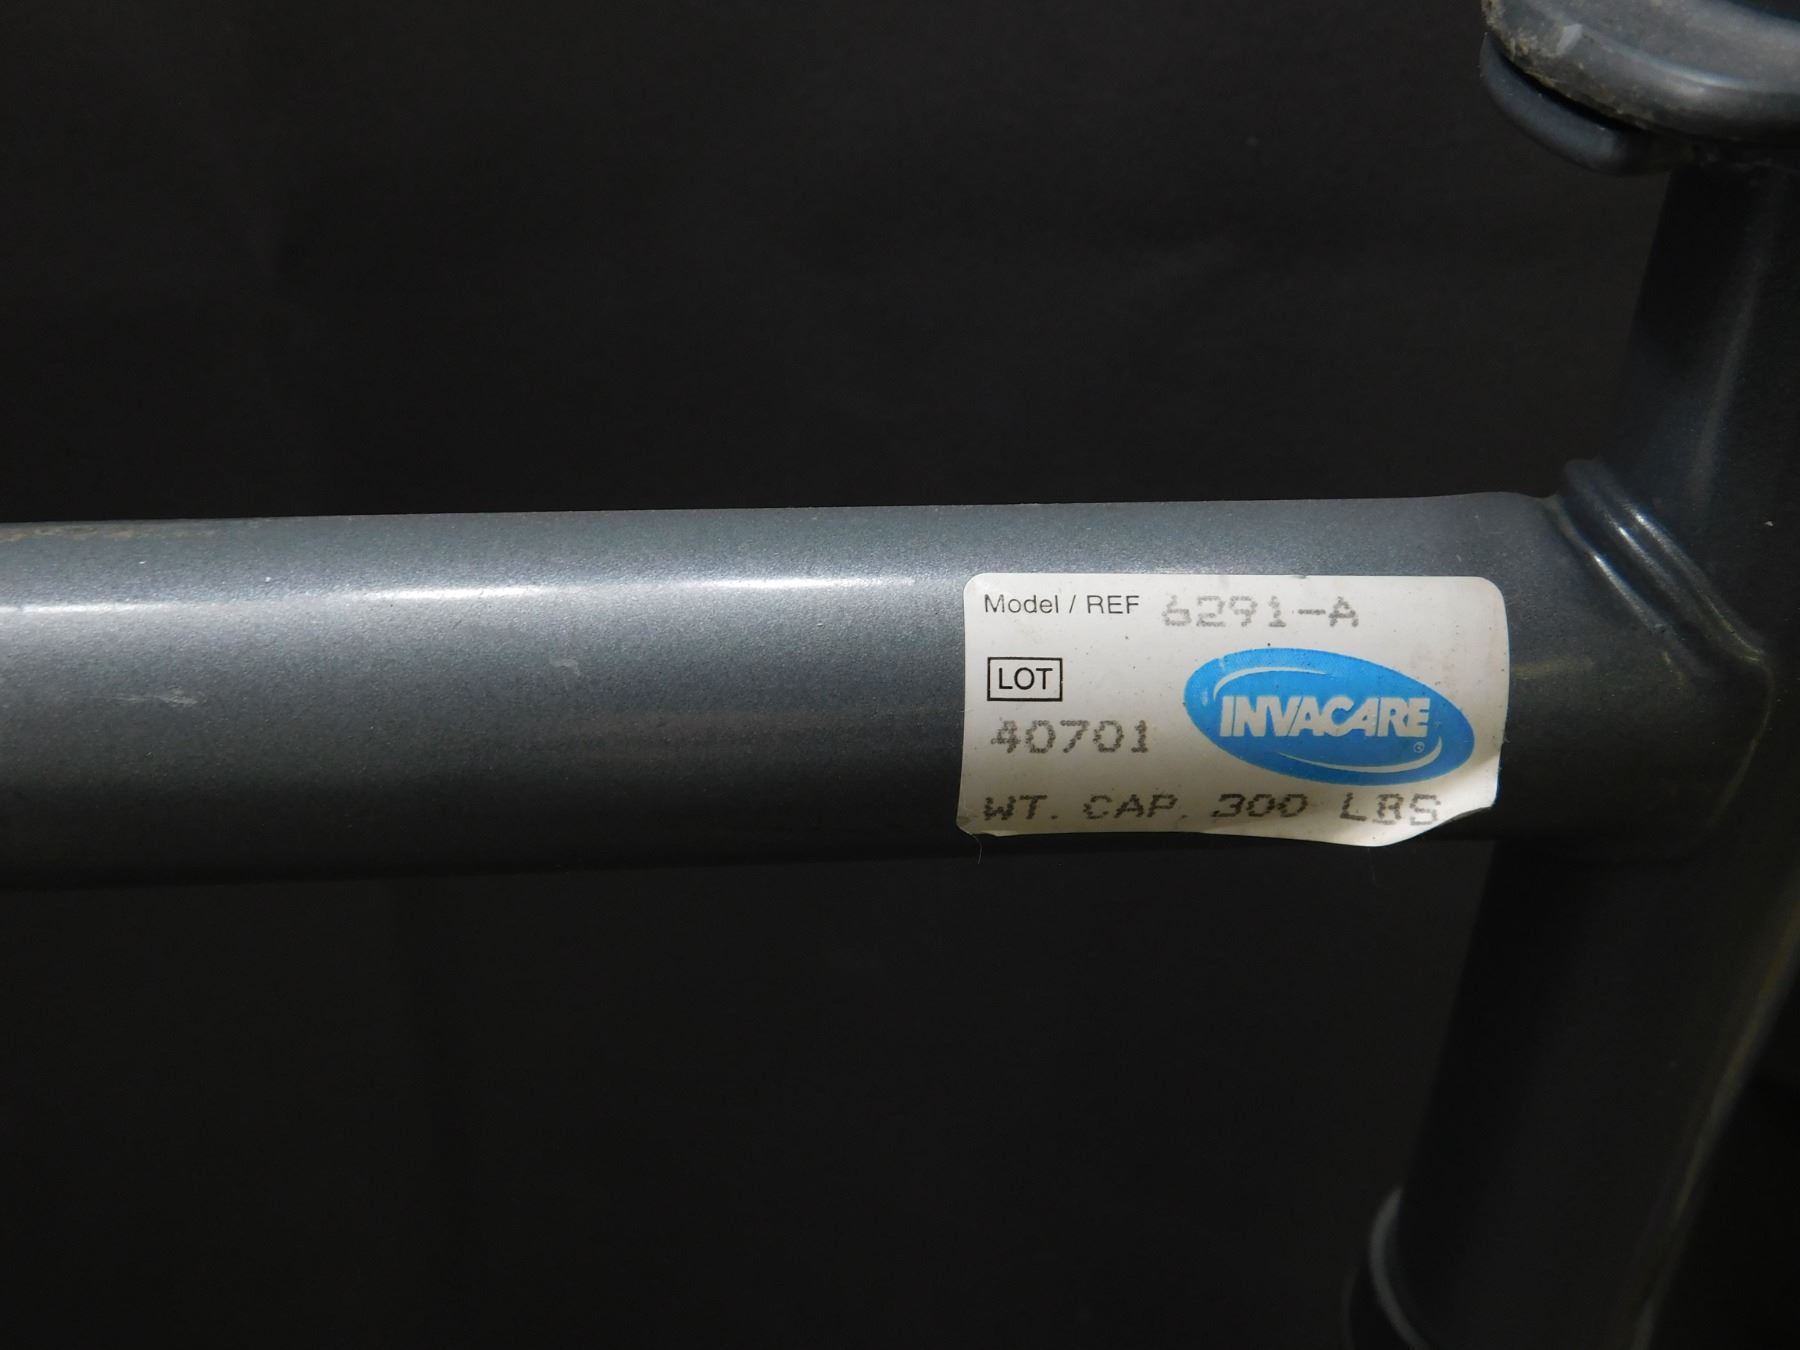 Model / REF 6291-A
LOT
40701
INVACARE ®
WT. CAP. 300 LBS